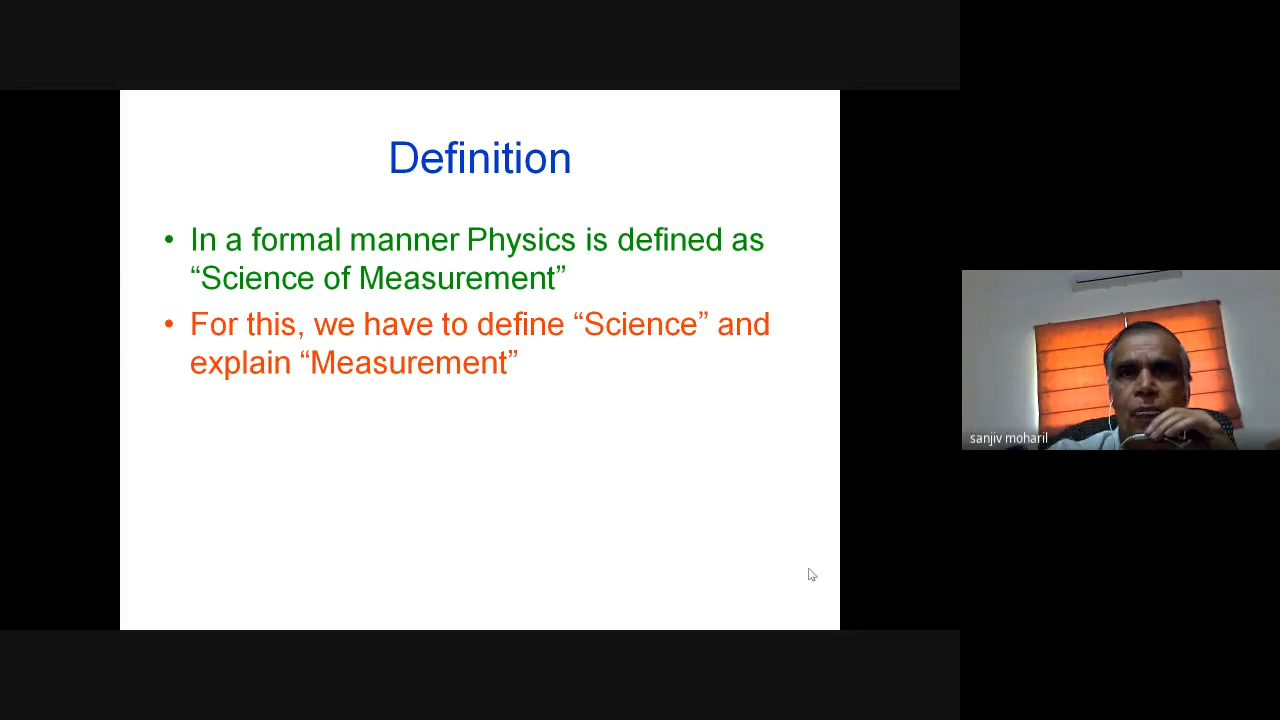 Definition
• In a formal manner Physics is defined as
“Science of Measurement”
• For this, we have to define “Science” and
explain “Measurement”
sanjiv moharil